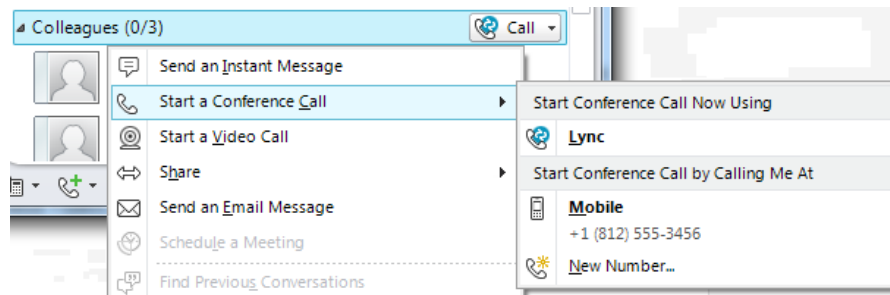 Colleagues (0/3)
Call
Send an Instant Message
Start a Conference Call
Start a Video Call
Share
Send an Email Message
Schedule a Meeting
Find Previous Conversations
Start Conference Call Now Using
Lync
Start Conference Call by Calling Me At
Mobile
+1 (812) 555-3456
New Number...